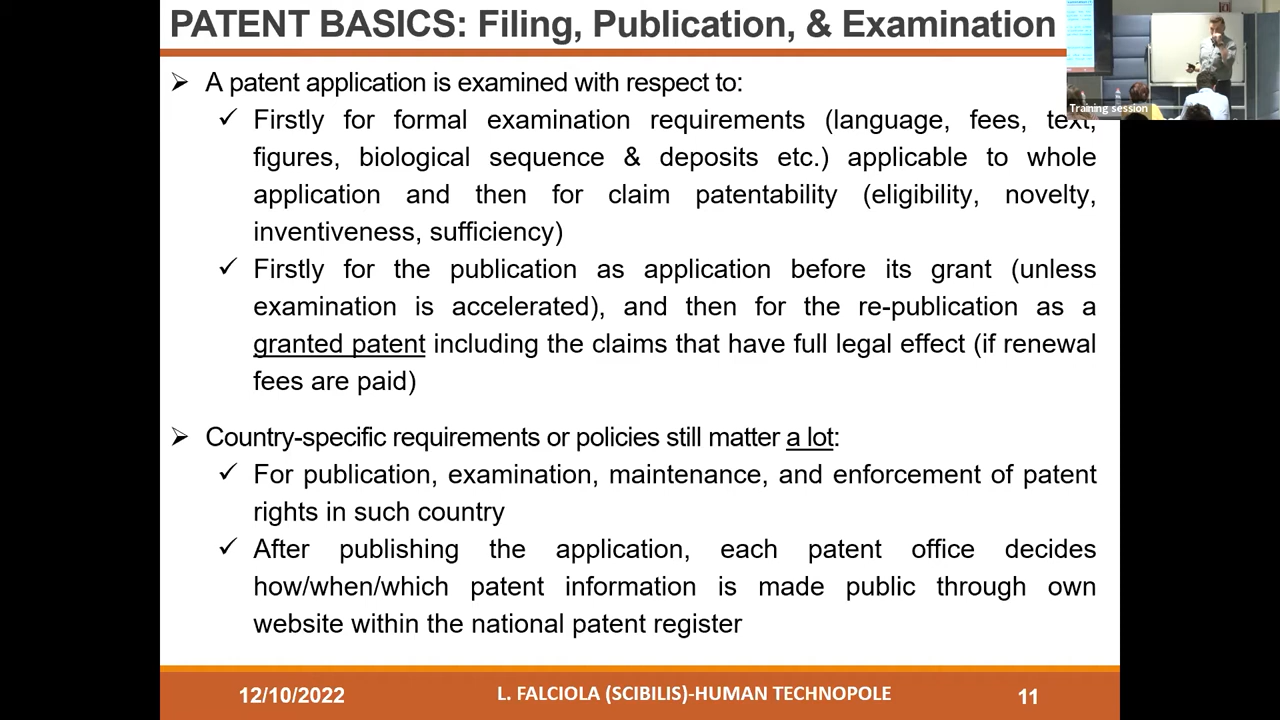 PATENT BASICS: Filing, Publication, & Examination
➢ A patent application is examined with respect to:
✓ Firstly for formal examination requirements (language, fees, text,
figures, biological sequence & deposits etc.) applicable to whole
application and then for claim patentability (eligibility, novelty,
inventiveness, sufficiency)
✓ Firstly for the publication as application before its grant (unless
examination is accelerated), and then for the re-publication as a
granted patent including the claims that have full legal effect (if renewal
fees are paid)
➢ Country-specific requirements or policies still matter a lot:
✓ For publication, examination, maintenance, and enforcement of patent
rights in such country
✓ After publishing the application, each patent office decides
how/when/which patent information is made public through own
website within the national patent register
12/10/2022
L. FALCIOLA (SCIBILIS)-HUMAN TECHNOPOLE
11
Training session